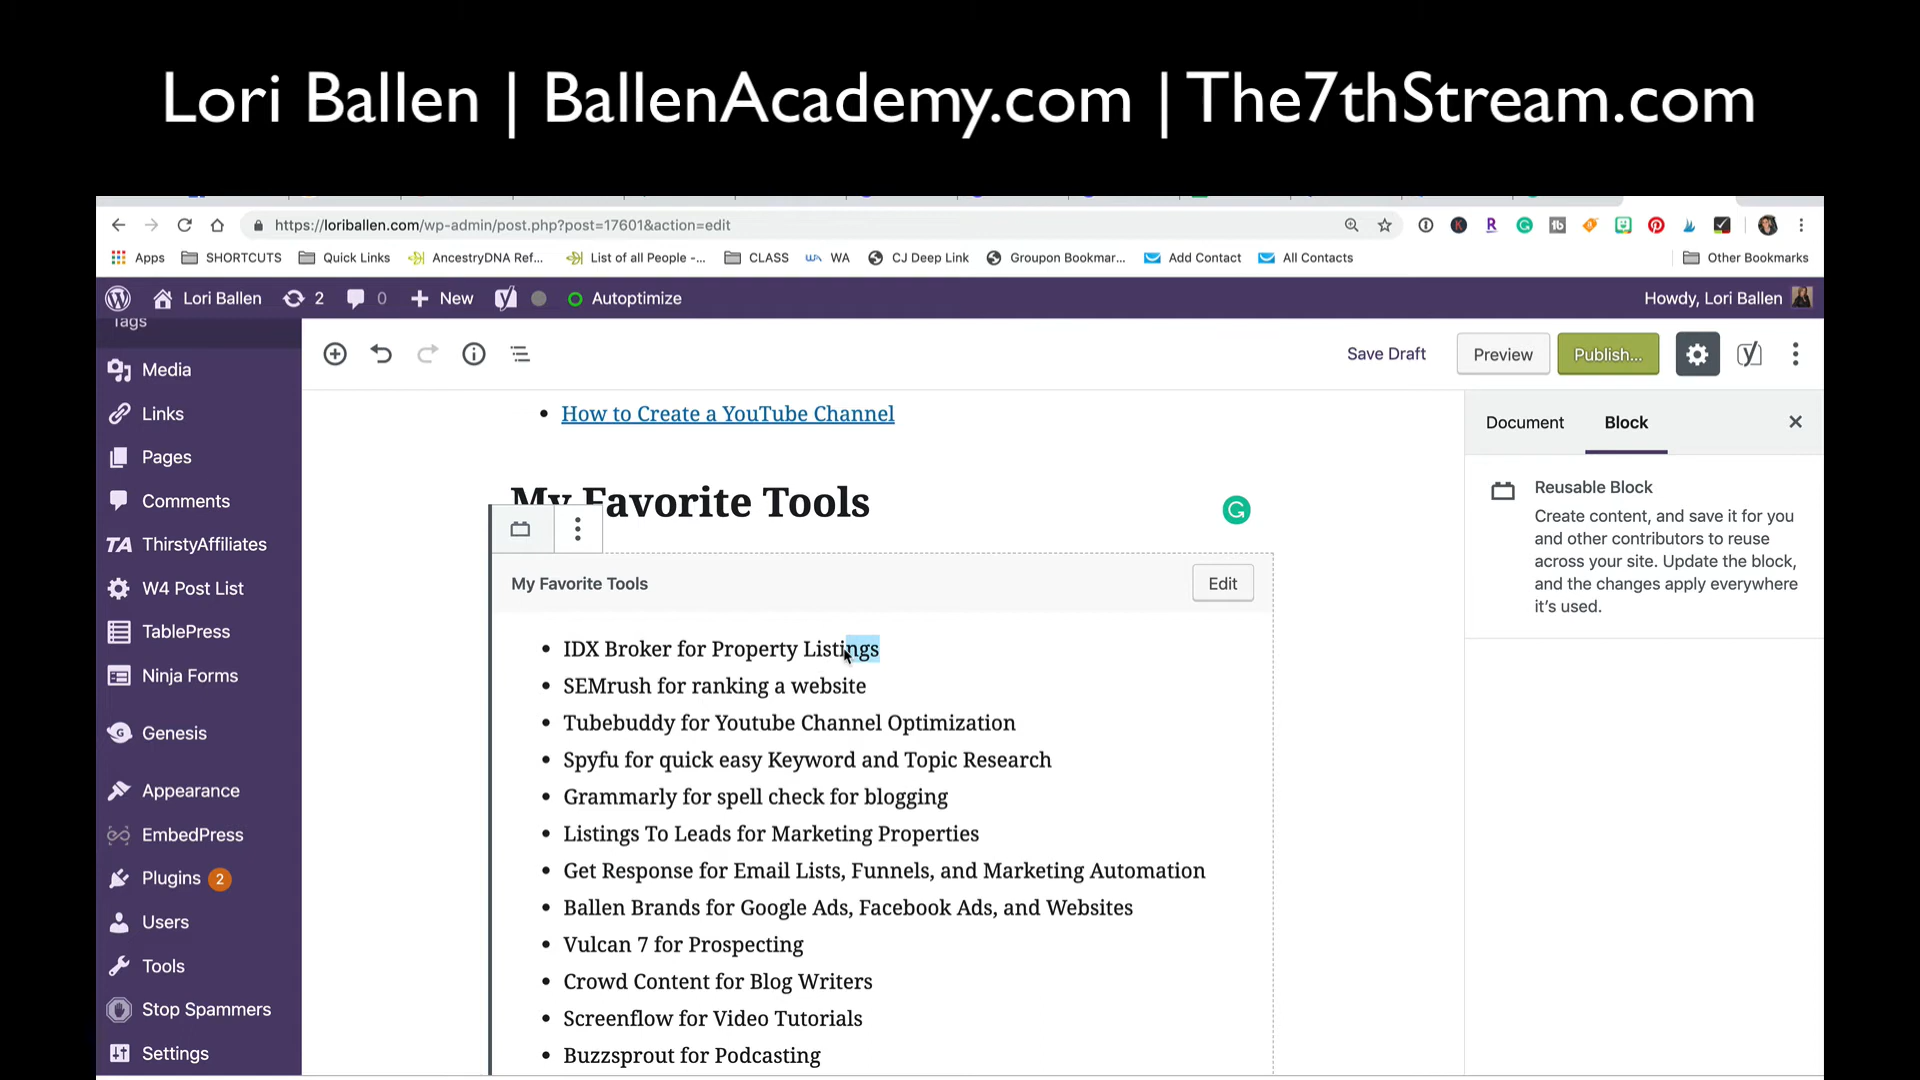 Lori Ballen | BallenAcademy.com | The7thStream.com
https://loriballen.com/wp-admin/post.php?post=17601&action=edit
Apps SHORTCUTS Quick Links AncestryDNA Ref... List of all People -... CLASS WA CJ Deep Link Groupon Bookmar... Add Contact All Contacts Other Bookmarks
Lori Ballen 2 0 New Autoptimize Howdy, Lori Ballen
Tags
Media
Links
Pages
Comments
ThirstyAffiliates
W4 Post List
TablePress
Ninja Forms
Genesis
Appearance
EmbedPress
Plugins 2
Users
Tools
Stop Spammers
Settings
Save Draft Preview Publish...
How to Create a YouTube Channel
My Favorite Tools
My Favorite Tools Edit
IDX Broker for Property Listings
SEMrush for ranking a website
Tubebuddy for Youtube Channel Optimization
Spyfu for quick easy Keyword and Topic Research
Grammarly for spell check for blogging
Listings To Leads for Marketing Properties
Get Response for Email Lists, Funnels, and Marketing Automation
Ballen Brands for Google Ads, Facebook Ads, and Websites
Vulcan 7 for Prospecting
Crowd Content for Blog Writers
Screenflow for Video Tutorials
Buzzsprout for Podcasting
Document Block
Reusable Block
Create content, and save it for you
and other contributors to reuse
across your site. Update the block,
and the changes apply everywhere
it's used.